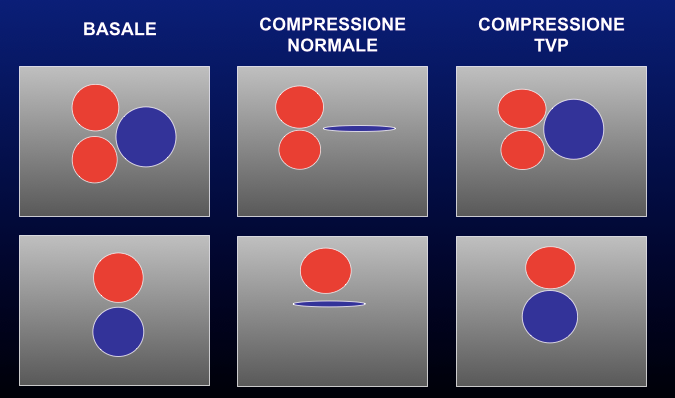 BASALE
COMPRESSIONE
NORMALE
COMPRESSIONE
TVP